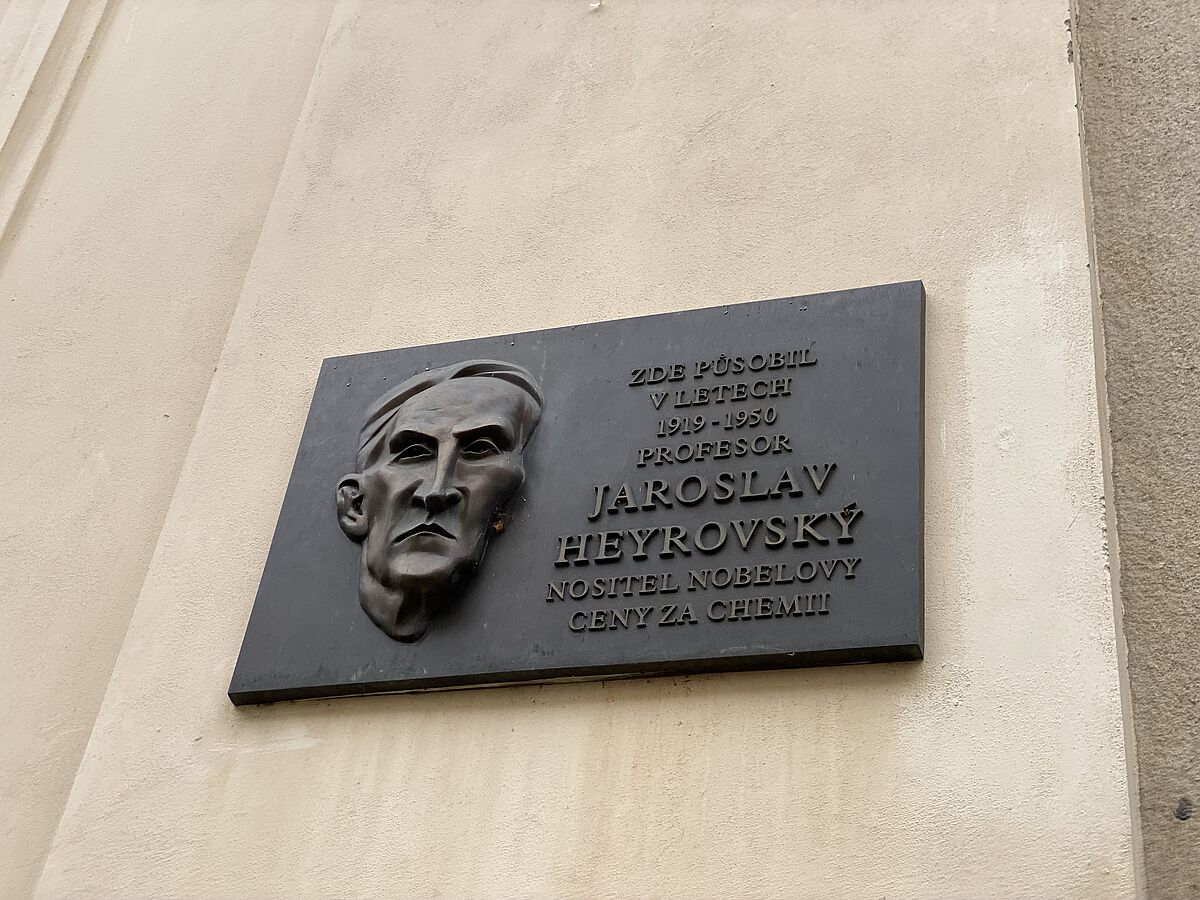 ZDE PŮSOBIL
V LETECH
1919 - 1950
PROFESOR
JAROSLAV
HEYROVSKÝ
NOSITEL NOBELOVY
CENY ZA CHEMII